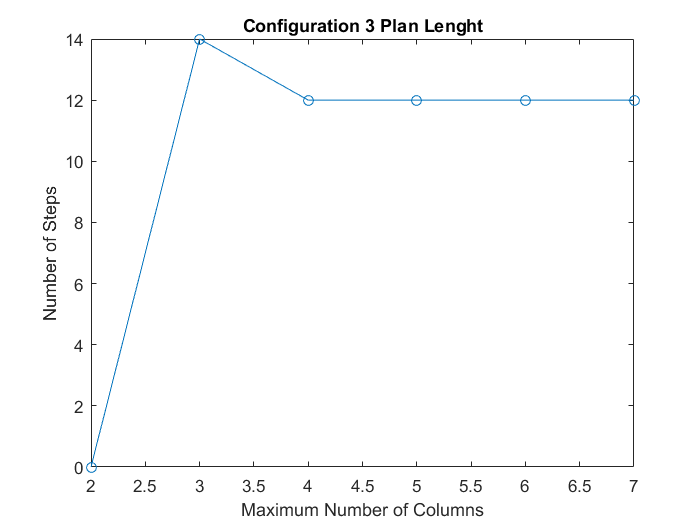 Configuration 3 Plan Lenght
14
12
10
8
6
4
2
0
Number of Steps
2 2.5 3 3.5 4 4.5 5 5.5 6 6.5 7
Maximum Number of Columns